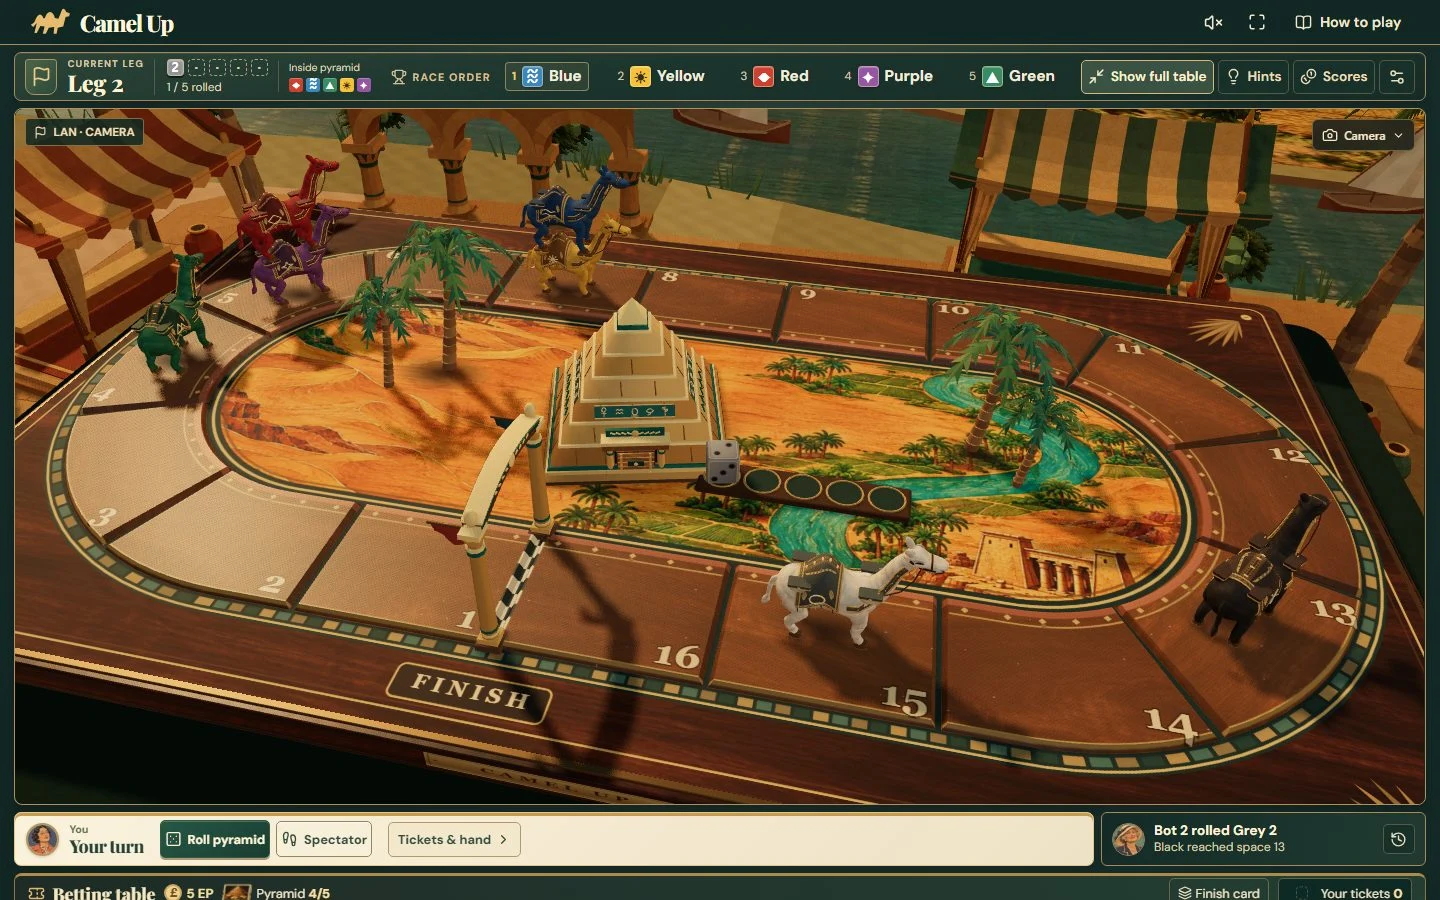 Camel Up
How to play
CURRENT LEG
Leg 2
2 - - - -
1 / 5 rolled
Inside pyramid
RACE ORDER
1 Blue
2 Yellow
3 Red
4 Purple
5 Green
Show full table
Hints
Scores
LAN · CAMERA
Camera
5
8
9
10
11
4
12
3
13
2
1
16
15
14
FINISH
CAMEL UP
You
Your turn
Roll pyramid
Spectator
Tickets & hand
Bot 2 rolled Grey 2
Black reached space 13
Betting table
£ 5 EP
Pyramid 4/5
Finish card
Your tickets 0